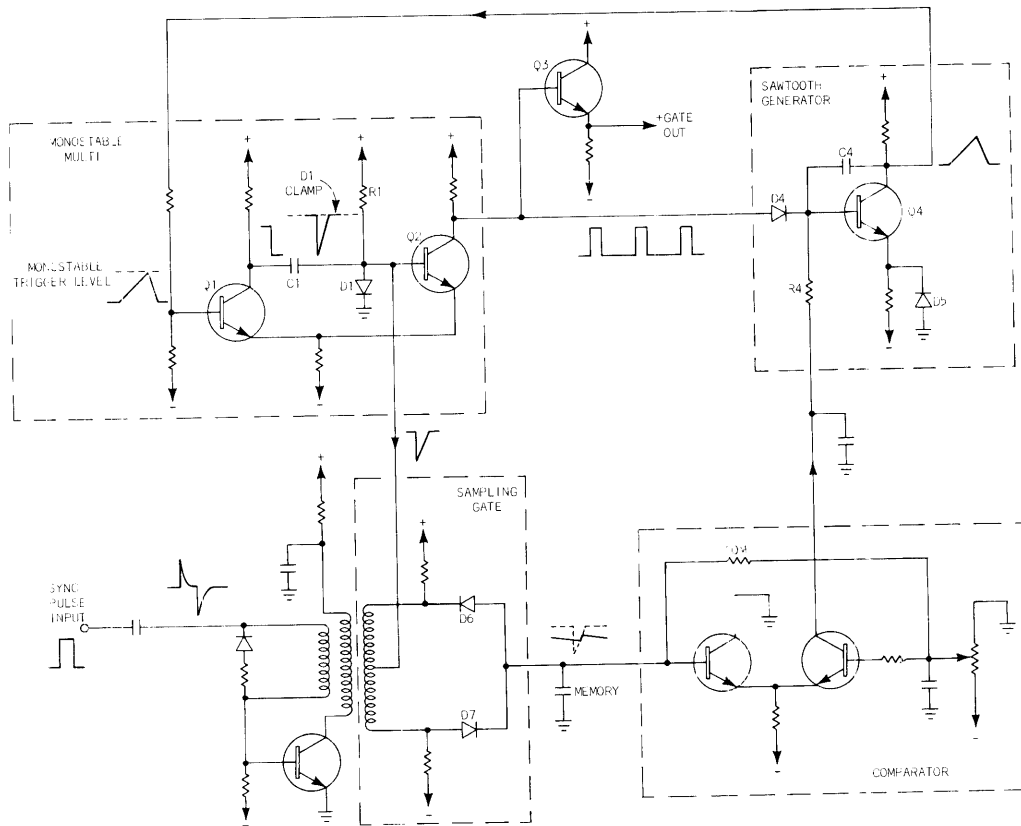 Q3
+GATE
OUT
SAWTOOTH
GENERATOR
MONOSTABLE
MULTI
D1
CLAMP
R1
C4
D4
Q4
Q2
MONOSTABLE
TRIGGER LEVEL
Q1
C1
D1
R4
D5
SAMPLING
GATE
SYNC
PULSE
INPUT
D6
MEMORY
D7
COMPARATOR